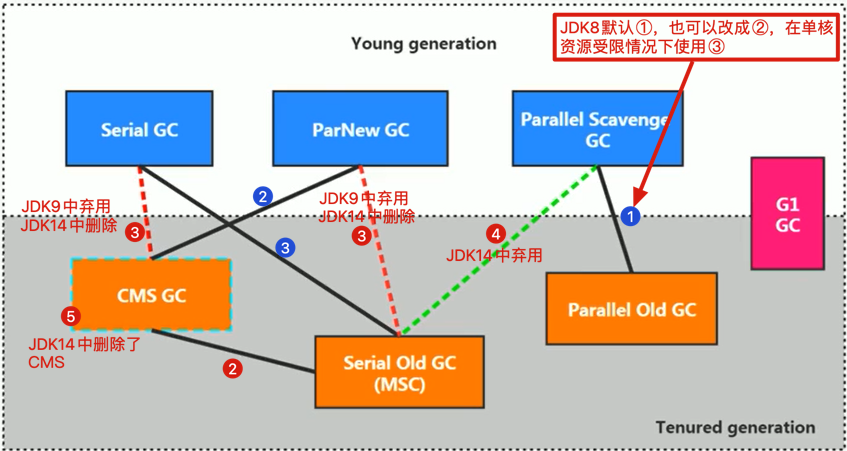 JDK8默认①，也可以改成②，在单核
资源受限情况下使用③
Young generation
Serial GC
ParNew GC
Parallel Scavenge
GC
JDK9中弃用
JDK14中删除
③
②
③
JDK9中弃用
JDK14中删除
③
④
JDK14中弃用
①
G1
GC
CMS GC
⑤
JDK14中删除了
CMS
②
Serial Old GC
(MSC)
Parallel Old GC
Tenured generation